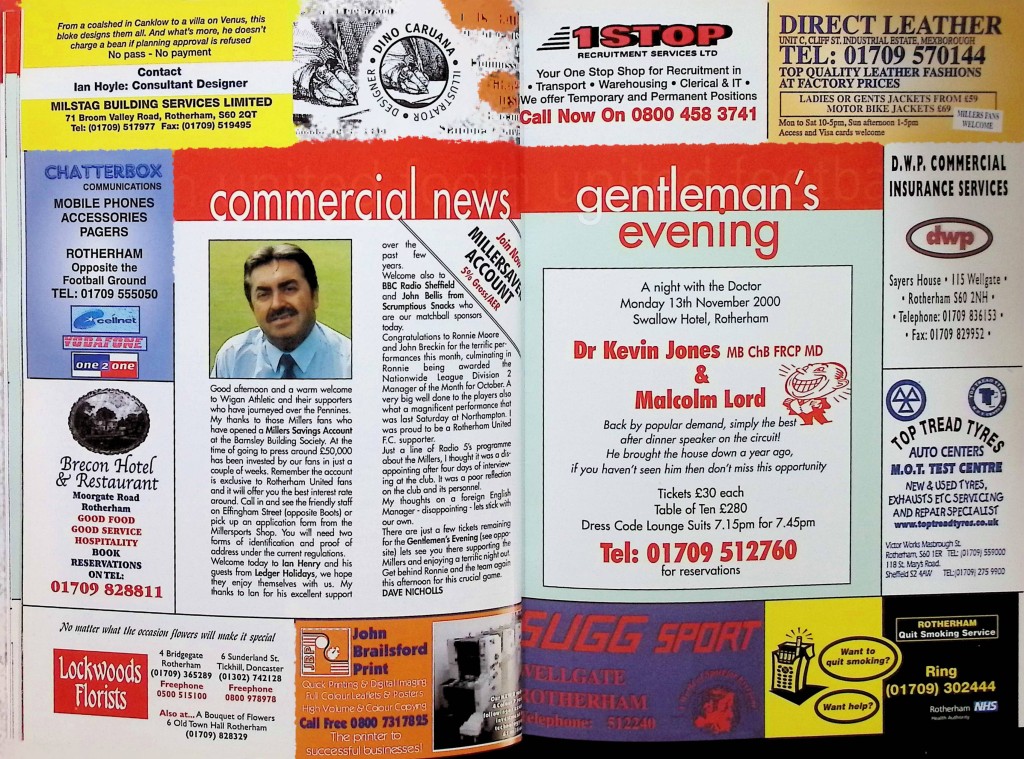 From a coalshed in Canklow to a villa on Venus, this
bloke designs them all. And what's more, he doesn't
charge a bean if planning approval is refused
No pass - No payment
Contact
Ian Hoyle: Consultant Designer
MILSTAG BUILDING SERVICES LIMITED
71 Broom Valley Road, Rotherham, S60 2QT
Tel: (01709) 517977 Fax: (01709) 519495
DESIGNER • DINO CARUANA • ILLUSTRATOR •
1STOP
RECRUITMENT SERVICES LTD
Your One Stop Shop for Recruitment in
• Transport • Warehousing • Clerical & IT •
We offer Temporary and Permanent Positions
Call Now On 0800 458 3741
DIRECT LEATHER
UNIT C, CLIFF ST. INDUSTRIAL ESTATE, MEXBOROUGH
TEL: 01709 570144
TOP QUALITY LEATHER FASHIONS
AT FACTORY PRICES
LADIES OR GENTS JACKETS FROM £59
MOTOR BIKE JACKETS £69
Mon to Sat 10-5pm, Sun afternoon 1-5pm
Access and Visa cards welcome
MILLERS FANS
WELCOME
CHATTERBOX
COMMUNICATIONS
MOBILE PHONES
ACCESSORIES
PAGERS
ROTHERHAM
Opposite the
Football Ground
TEL: 01709 555050
cellnet
VODAFONE
one 2 one
Brecon Hotel
& Restaurant
Moorgate Road
Rotherham
GOOD FOOD
GOOD SERVICE
HOSPITALITY
BOOK
RESERVATIONS
ON TEL:
01709 828811
commercial news
Good afternoon and a warm welcome
to Wigan Athletic and their supporters
who have journeyed over the Pennines.
My thanks to those Millers fans who
have opened a Millers Savings Account
at the Barnsley Building Society. At the
time of going to press around £50,000
has been invested by our fans in just a
couple of weeks. Remember the account
is exclusive to Rotherham United fans
and it will offer you the best interest rate
around. Call in and see the friendly staff
on Effingham Street (opposite Boots) or
pick up an application form from the
Millersports Shop. You will need two
forms of identification and proof of
address under the current regulations.
Welcome today to Ian Henry and his
guests from Ledger Holidays, we hope
they enjoy themselves with us. My
thanks to Ian for his excellent support
over the
past few
years.
Welcome also to
BBC Radio Sheffield
and John Bellis from
Scrumptious Snacks who
are our matchball sponsors
today.
Congratulations to Ronnie Moore
and John Breckin for the terrific per-
formances this month, culminating in
Ronnie being awarded the
Nationwide League Division 2
Manager of the Month for October. A
very big well done to the players also
what a magnificent performance that
was last Saturday at Northampton. I
was proud to be a Rotherham United
F.C. supporter.
Just a line of Radio 5's programme
about the Millers, I thought it was a dis-
appointing after four days of interview-
ing at the club. It was a poor reflection
on the club and its personnel.
My thoughts on a foreign English
Manager - disappointing - lets stick with
our own.
There are just a few tickets remaining
for the Gentlemen's Evening (see oppo-
site) lets see you there supporting the
Millers and enjoying a terrific night out.
Get behind Ronnie and the team again
this afternoon for this crucial game.
DAVE NICHOLLS
Join Now
MILLERSAVE
ACCOUNT
5% Gross/AER
gentleman's
evening
A night with the Doctor
Monday 13th November 2000
Swallow Hotel, Rotherham
Dr Kevin Jones MB ChB FRCP MD
&
Malcolm Lord
Back by popular demand, simply the best
after dinner speaker on the circuit!
He brought the house down a year ago,
if you haven't seen him then don't miss this opportunity
Tickets £30 each
Table of Ten £280
Dress Code Lounge Suits 7.15pm for 7.45pm
Tel: 01709 512760
for reservations
D.W.P. COMMERCIAL
INSURANCE SERVICES
dwp
Sayers House • 115 Wellgate •
• Rotherham S60 2NH •
• Telephone: 01709 836153 •
• Fax: 01709 829952 •
TOP TREAD TYRES
AUTO CENTERS
M.O.T. TEST CENTRE
NEW & USED TYRES,
EXHAUSTS ETC SERVICING
AND REPAIR SPECIALIST
www.toptreadtyres.co.uk
Victor Works Masbrough St.
Rotherham, S60 1ER TEL: (01709) 559000
118 St. Mary's Road,
Sheffield S2 4AW TEL:(01709) 275 9900
No matter what the occasion flowers will make it special
Lockwoods
Florists
4 Bridgegate
Rotherham
(01709) 365289
Freephone
0500 515100
6 Sunderland St.
Tickhill, Doncaster
(01302) 742128
Freephone
0800 978978
Also at... A Bouquet of Flowers
6 Old Town Hall Rotherham
(01709) 828329
JBP
John
Brailsford
Print
Quick Printing & Digital Imaging
Full Colour Leaflets & Posters
High Volume & Colour Copying
Call Free 0800 7317825
The printer to
successful businesses!
SUGG SPORT
WELLGATE
ROTHERHAM
Telephone: 512240
Want to
quit smoking?
Want help?
ROTHERHAM
Quit Smoking Service
Ring
(01709) 302444
Rotherham NHS
Health Authority